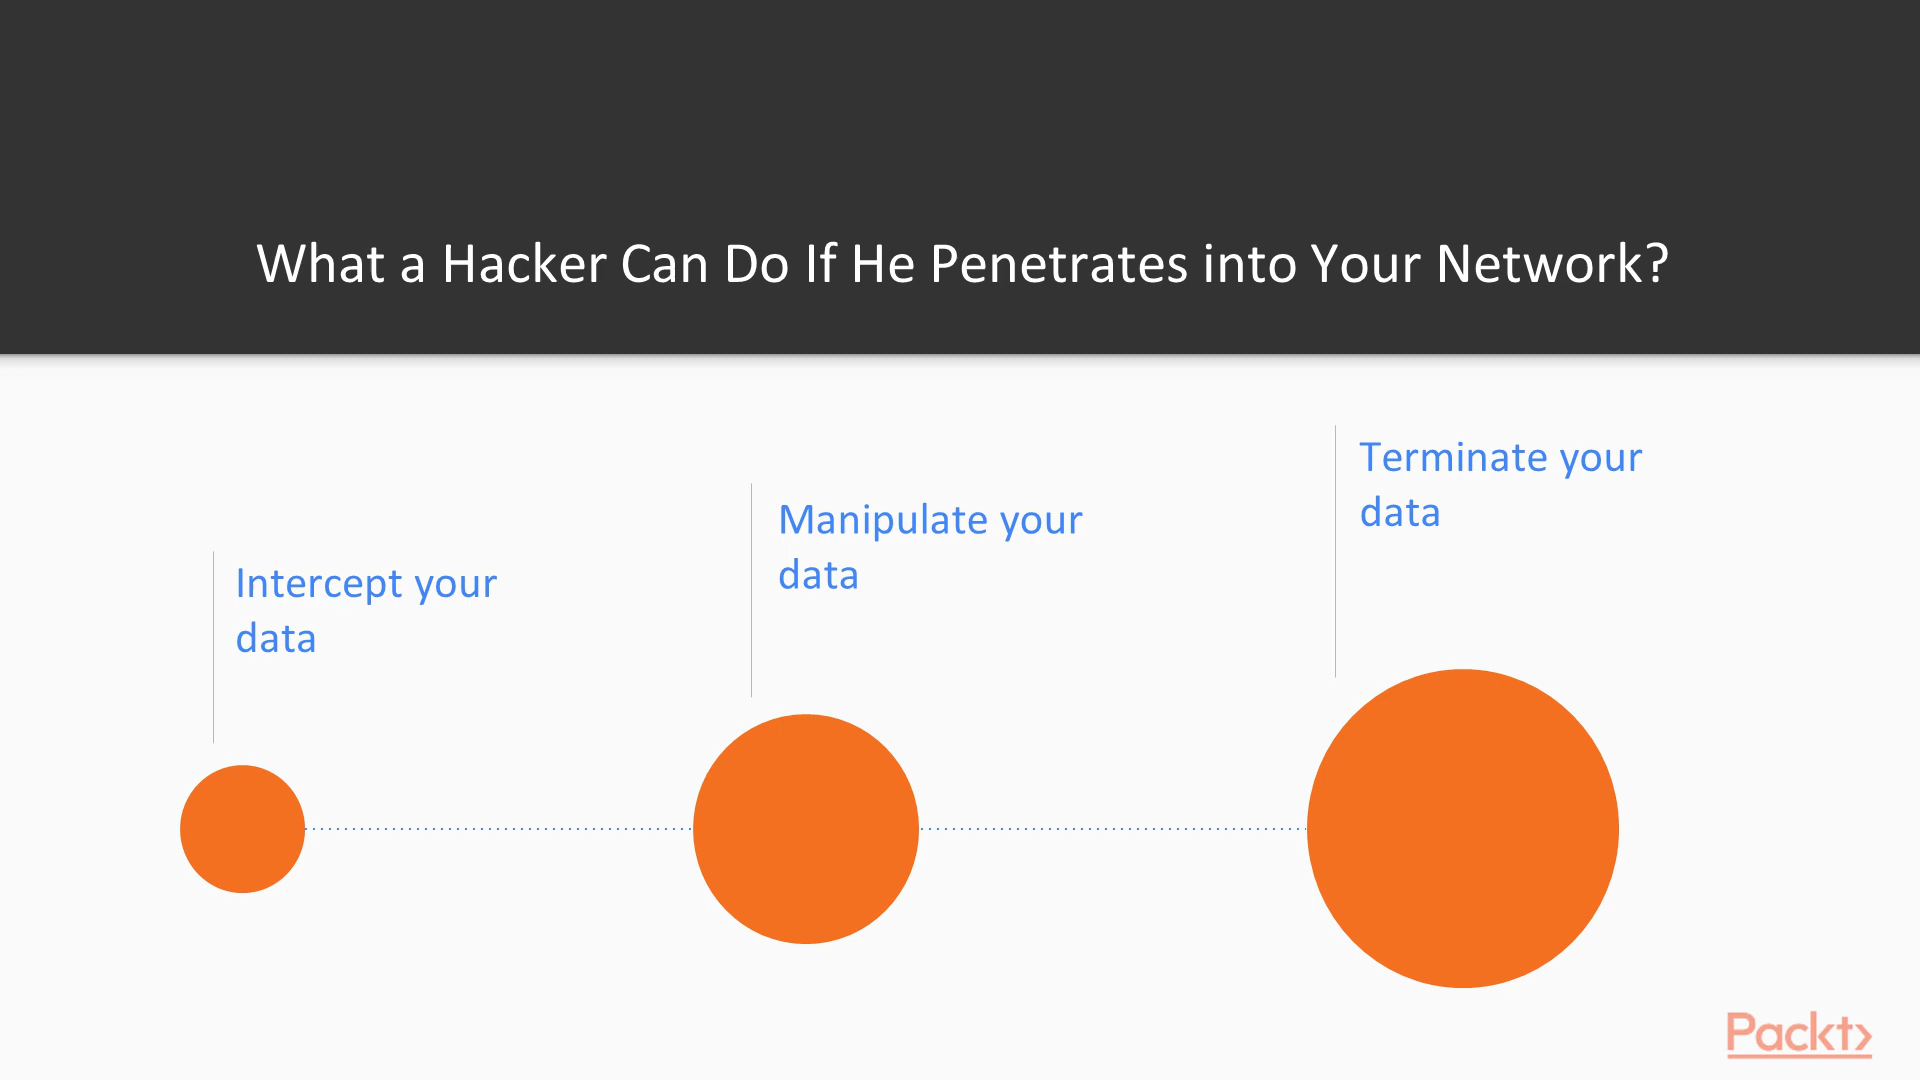 What a Hacker Can Do If He Penetrates into Your Network?
Intercept your
data
Manipulate your
data
Terminate your
data
Packt>